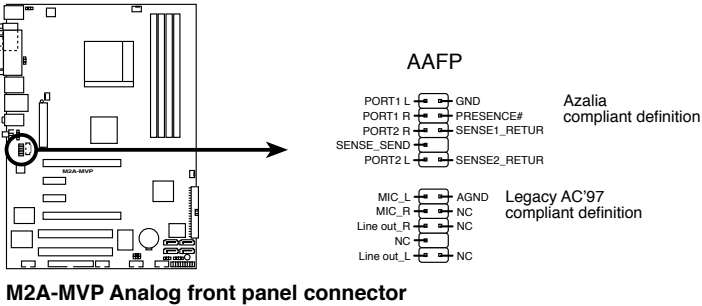 AAFP
PORT1 L GND
PORT1 R PRESENCE#
PORT2 R SENSE1_RETUR
SENSE_SEND
PORT2 L SENSE2_RETUR
Azalia
compliant definition
MIC_L AGND
MIC_R NC
Line out_R NC
NC
Line out_L NC
Legacy AC'97
compliant definition
M2A-MVP
M2A-MVP Analog front panel connector